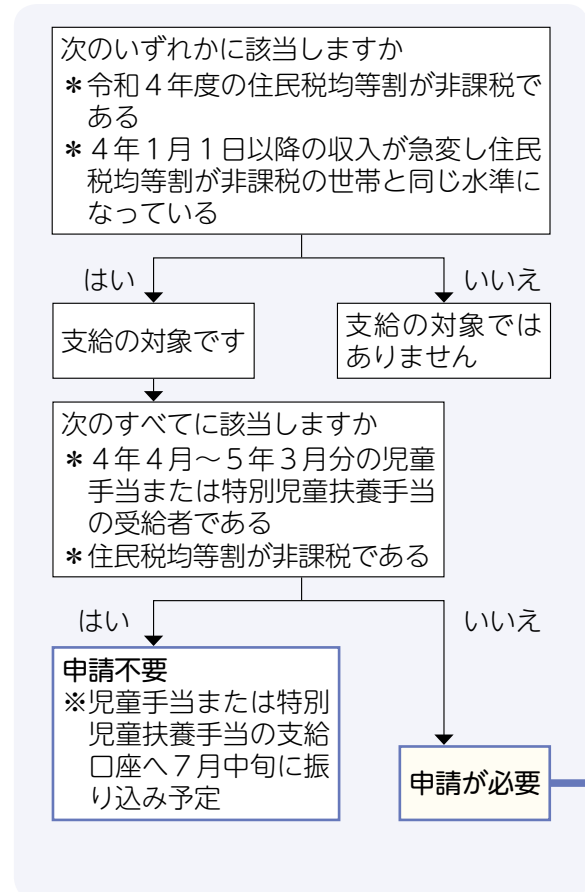 次のいずれかに該当しますか
＊令和４年度の住民税均等割が非課税で
ある
＊４年１月１日以降の収入が急変し住民
税均等割が非課税の世帯と同じ水準に
なっている
はい
いいえ
支給の対象です
支給の対象では
ありません
次のすべてに該当しますか
＊４年４月〜５年３月分の児童
手当または特別児童扶養手当
の受給者である
＊住民税均等割が非課税である
はい
いいえ
申請不要
※児童手当または特別
児童扶養手当の支給
口座へ７月中旬に振
り込み予定
申請が必要